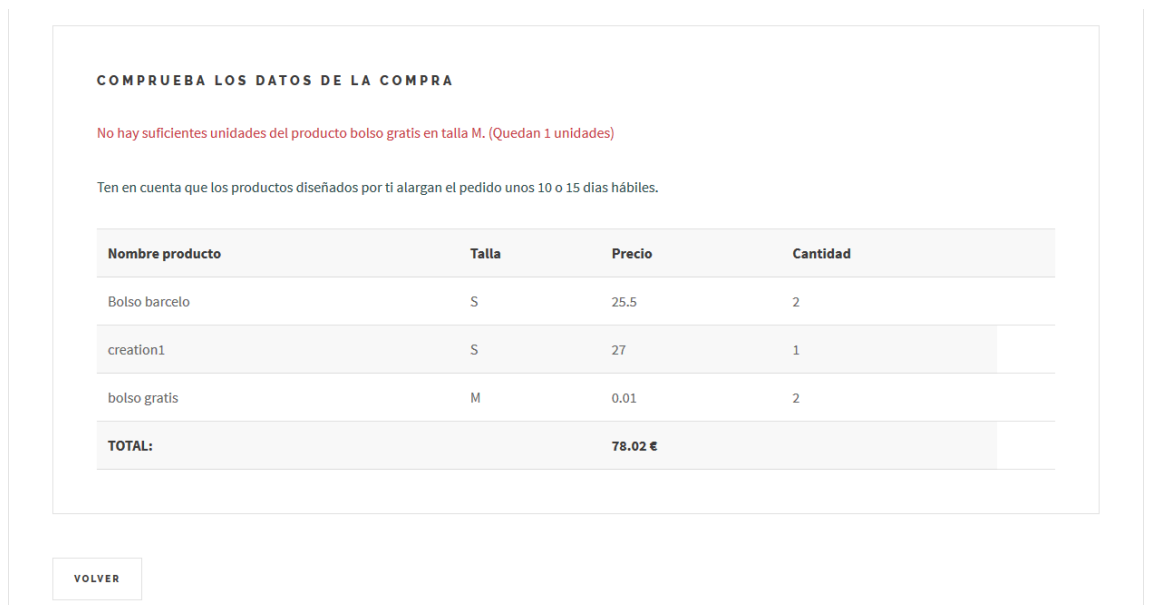 COMPRUEBA LOS DATOS DE LA COMPRA
No hay suficientes unidades del producto bolso gratis en talla M. (Quedan 1 unidades)
Ten en cuenta que los productos diseñados por ti alargan el pedido unos 10 o 15 dias hábiles.
Nombre producto Talla Precio Cantidad
Bolso barcelo S 25.5 2
creation1 S 27 1
bolso gratis M 0.01 2
TOTAL: 78.02 €
VOLVER